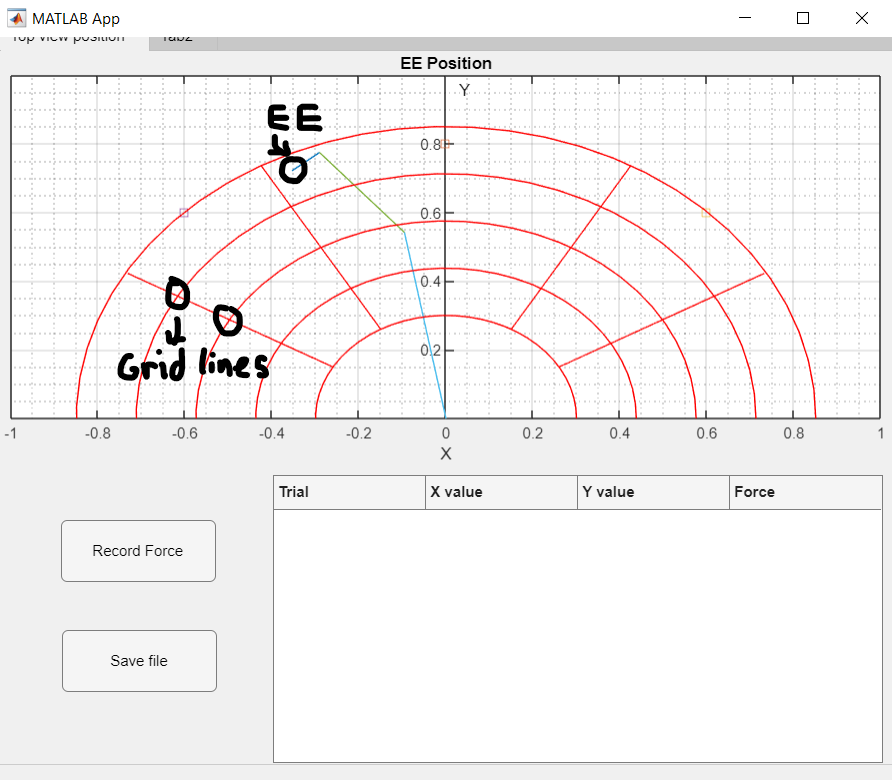 MATLAB App
Top view position Tab2
EE Position
Y
EE
0.8
0.6
0.4
0.2
Grid lines
-1 -0.8 -0.6 -0.4 -0.2 0 0.2 0.4 0.6 0.8 1
X
Trial X value Y value Force
Record Force
Save file